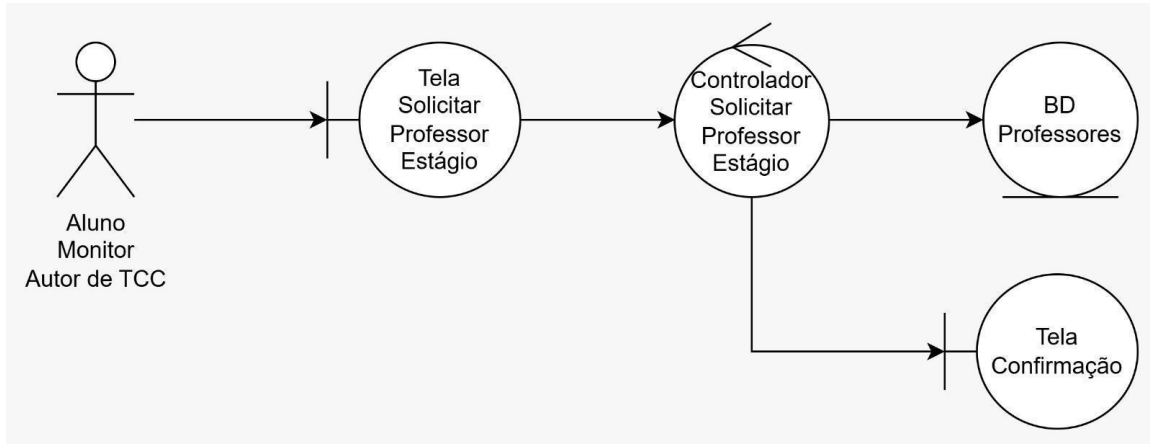 Aluno
Monitor
Autor de TCC
Tela
Solicitar
Professor
Estágio
Controlador
Solicitar
Professor
Estágio
BD
Professores
Tela
Confirmação